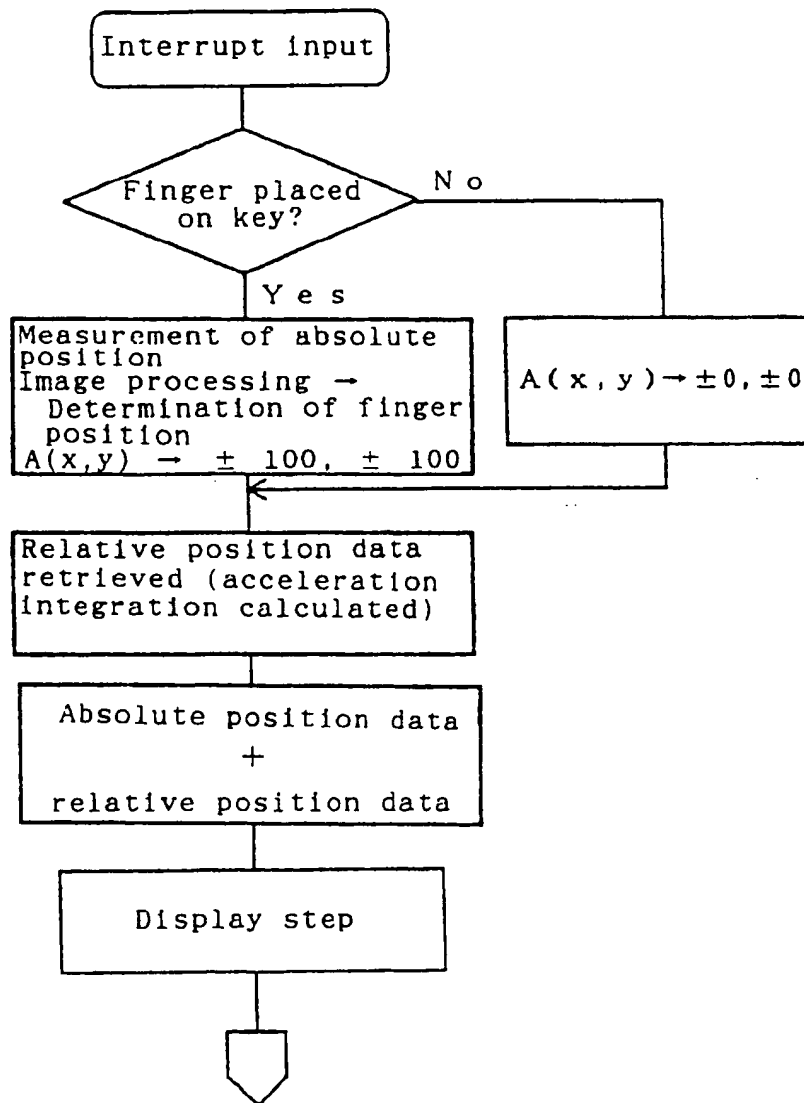 Interrupt input
Finger placed
on key?
No
Yes
Measurement of absolute
position
Image processing →
Determination of finger
position
A(x,y) → ± 100, ± 100
A(x,y)→±0,±0
Relative position data
retrieved (acceleration
integration calculated)
Absolute position data
+
relative position data
Display step